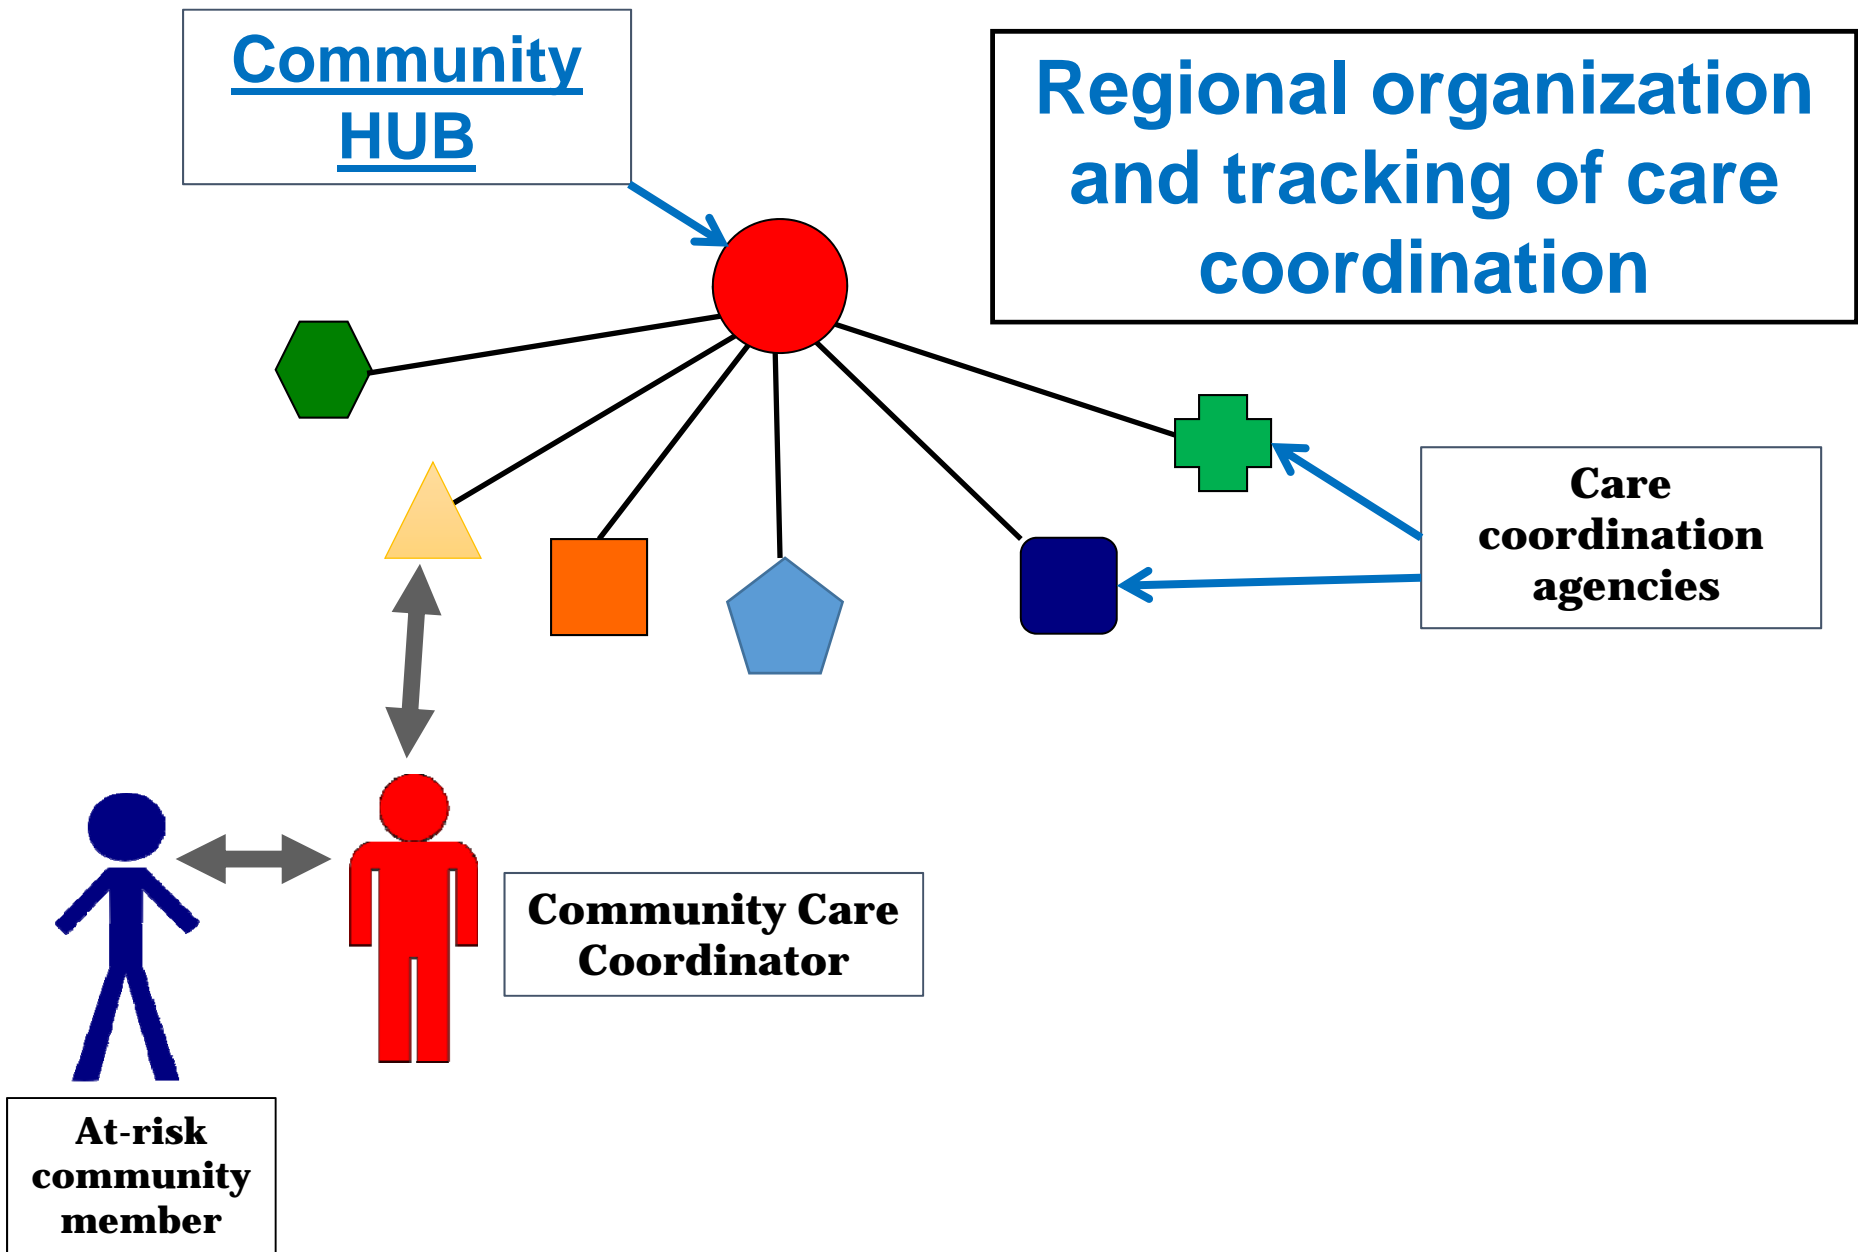 Community
HUB
Regional organization
and tracking of care
coordination
Care
coordination
agencies
Community Care
Coordinator
At-risk
community
member